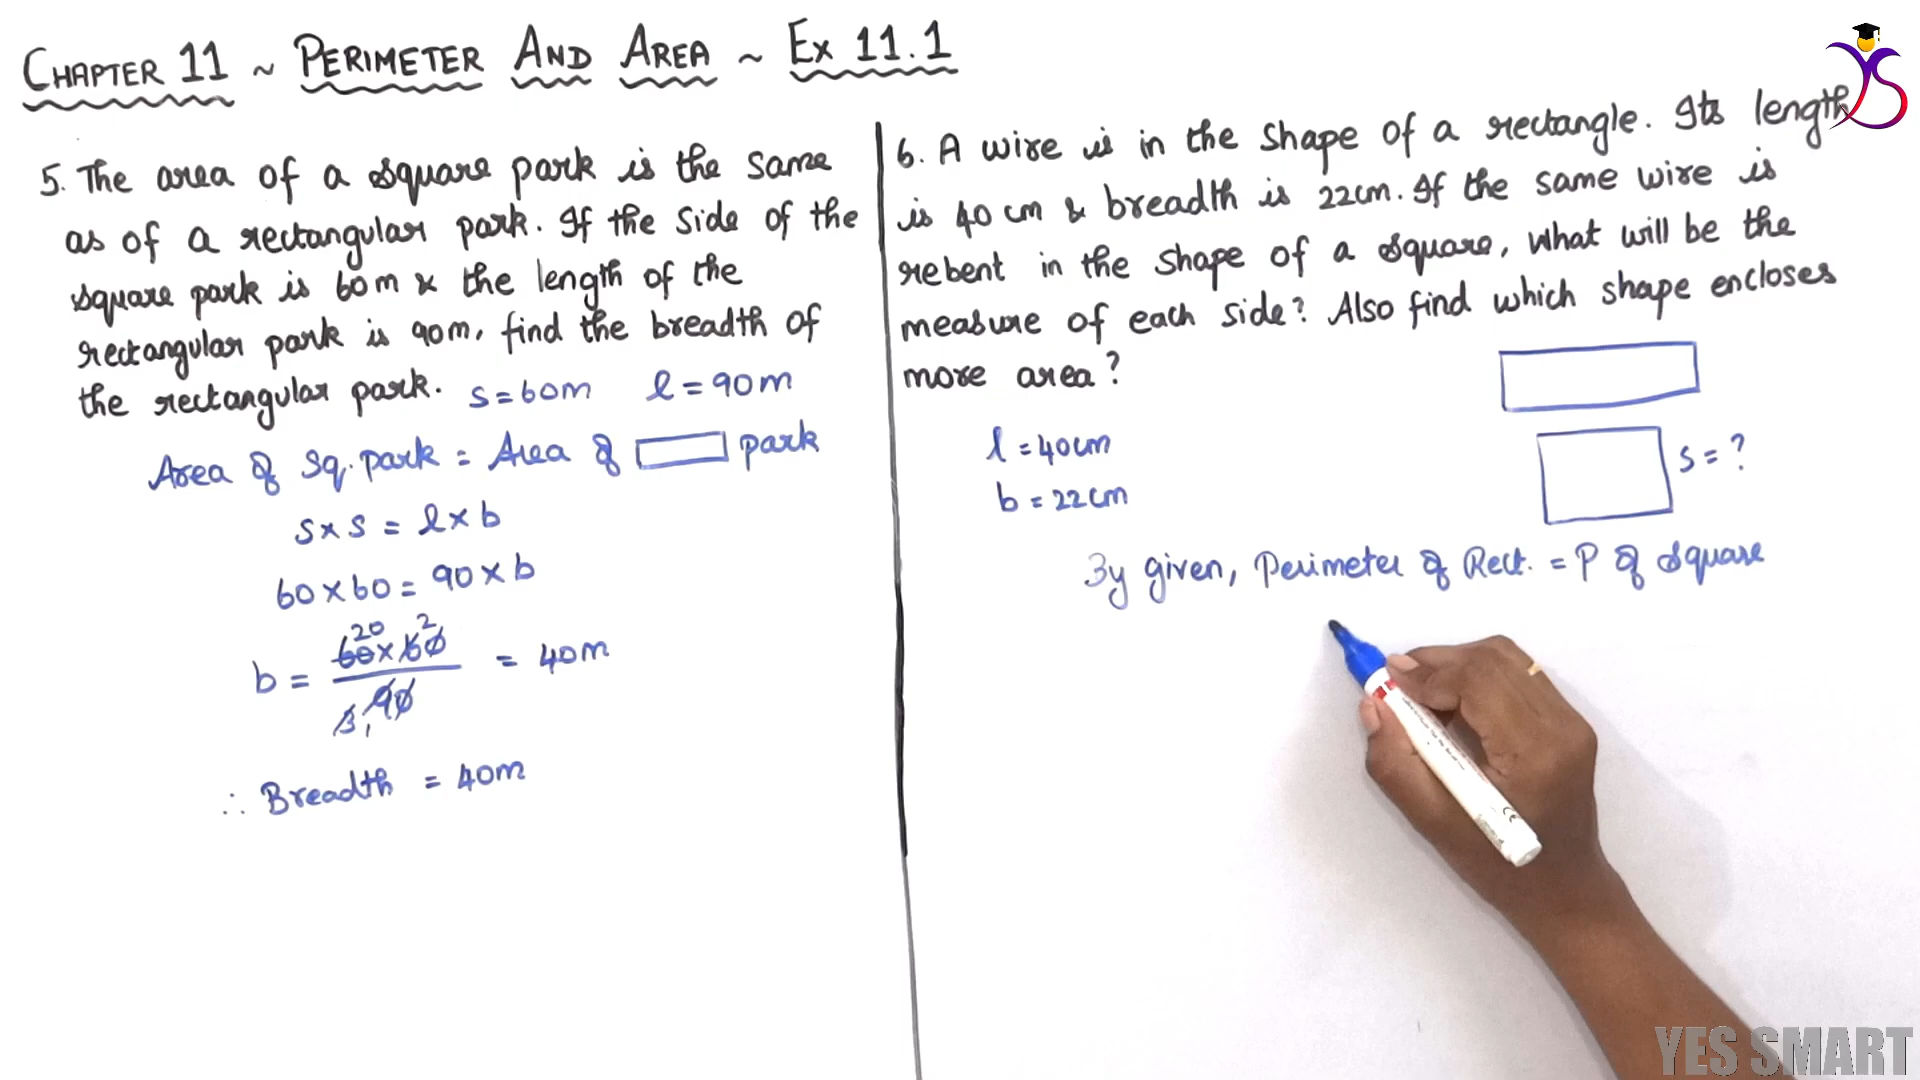 CHAPTER 11 ~ PERIMETER AND AREA ~ Ex 11.1
5. The area of a square park is the same
as of a rectangular park. If the side of the
square park is 60m & the length of the
rectangular park is 90m, find the breadth of
the rectangular park. s = 60m l = 90m
Area of Sq. park = Area of park
s × s = l × b
60 × 60 = 90 × b
20 2
b = 60 × 60 = 40m
3, 90
∴ Breadth = 40m
6. A wire is in the shape of a rectangle. Its length
is 40 cm & breadth is 22cm. If the same wire is
rebent in the shape of a square, what will be the
measure of each side? Also find which shape encloses
more area?
l = 40cm
b = 22cm
s = ?
By given, Perimeter of Rect. = P of square
YS
YES SMART